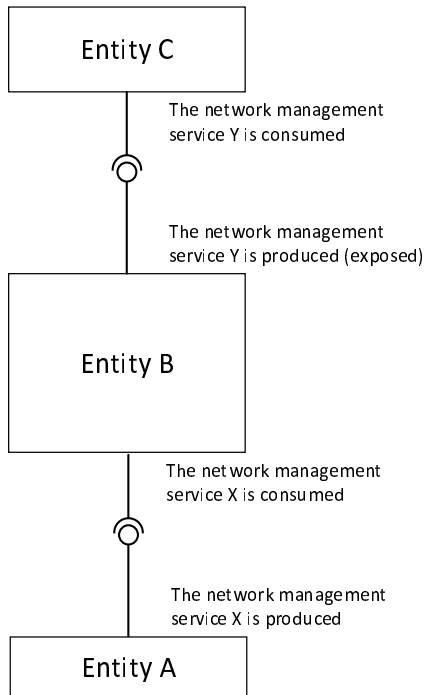 Entity C
The network management
service Y is consumed
The network management
service Y is produced (exposed)
Entity B
The network management
service X is consumed
The network management
service X is produced
Entity A